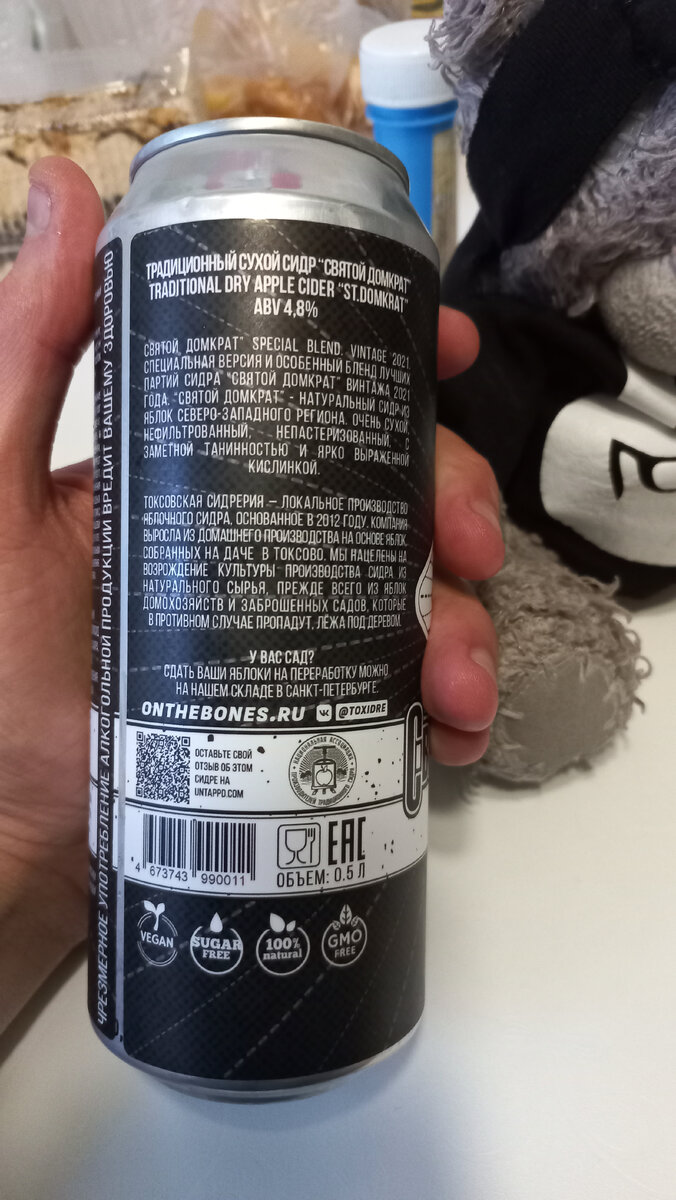 ТРАДИЦИОННЫЙ СУХОЙ СИДР "СВЯТОЙ ДОМКРАТ"
TRADITIONAL DRY APPLE CIDER "ST.DOMKRAT"
ABV 4,8%
СВЯТОЙ ДОМКРАТ" SPECIAL BLEND VINTAGE 2021.
СПЕЦИАЛЬНАЯ ВЕРСИЯ И ОСОБЕННЫЙ БЛЕНД ЛУЧШИХ
ПАРТИЙ СИДРА "СВЯТОЙ ДОМКРАТ" ВИНТАЖА 2021
ГОДА. "СВЯТОЙ ДОМКРАТ" - НАТУРАЛЬНЫЙ СИДР ИЗ
ЯБЛОК СЕВЕРО-ЗАПАДНОГО РЕГИОНА. ОЧЕНЬ СУХОЙ,
НЕФИЛЬТРОВАННЫЙ, НЕПАСТЕРИЗОВАННЫЙ, С
ЗАМЕТНОЙ ТАНИННОСТЬЮ И ЯРКО ВЫРАЖЕННОЙ
КИСЛИНКОЙ.
ТОКСОВСКАЯ СИДРЕРИЯ – ЛОКАЛЬНОЕ ПРОИЗВОДСТВО
ЯБЛОЧНОГО СИДРА, ОСНОВАННОЕ В 2012 ГОДУ. КОМПАНИЯ
ВЫРОСЛА ИЗ ДОМАШНЕГО ПРОИЗВОДСТВА НА ОСНОВЕ ЯБЛОК,
СОБРАННЫХ НА ДАЧЕ В ТОКСОВО. МЫ НАЦЕЛЕНЫ НА
ВОЗРОЖДЕНИЕ КУЛЬТУРЫ ПРОИЗВОДСТВА СИДРА ИЗ
НАТУРАЛЬНОГО СЫРЬЯ, ПРЕЖДЕ ВСЕГО ИЗ ЯБЛОК
ДОМОХОЗЯЙСТВ И ЗАБРОШЕННЫХ САДОВ, КОТОРЫЕ
В ПРОТИВНОМ СЛУЧАЕ ПРОПАДУТ, ЛЁЖА ПОД ДЕРЕВОМ.
У ВАС САД?
СДАТЬ ВАШИ ЯБЛОКИ НА ПЕРЕРАБОТКУ МОЖНО
НА НАШЕМ СКЛАДЕ В САНКТ-ПЕТЕРБУРГЕ.
ONTHEBONES.RU @TOXIDRE
ОСТАВЬТЕ СВОЙ
ОТЗЫВ ОБ ЭТОМ
СИДРЕ НА
UNTAPPD.COM
НАЦИОНАЛЬНАЯ АССОЦИАЦИЯ
ПРОИЗВОДИТЕЛЕЙ ТРАДИЦИОННОГО
4 673743 990011
EAC
ОБЪЕМ: 0.5 Л
VEGAN
SUGAR
FREE
100%
natural
GMO
FREE
ЧРЕЗМЕРНОЕ УПОТРЕБЛЕНИЕ АЛКОГОЛЬНОЙ ПРОДУКЦИИ ВРЕДИТ ВАШЕМУ ЗДОРОВЬЮ